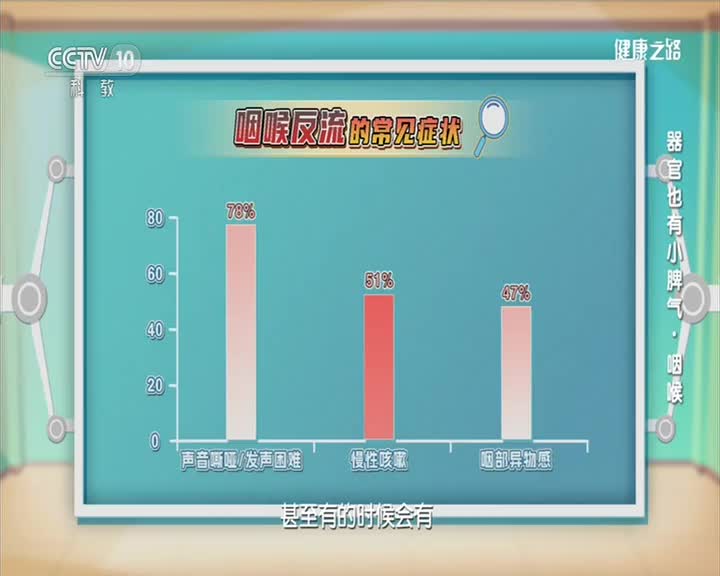 CCTV 10
科教
健康之路
咽喉反流的常见症状
器官也有小脾气·咽喉
80
60
40
20
0
78%
51%
47%
声音嘶哑/发声困难
慢性咳嗽
咽部异物感
甚至有的时候会有